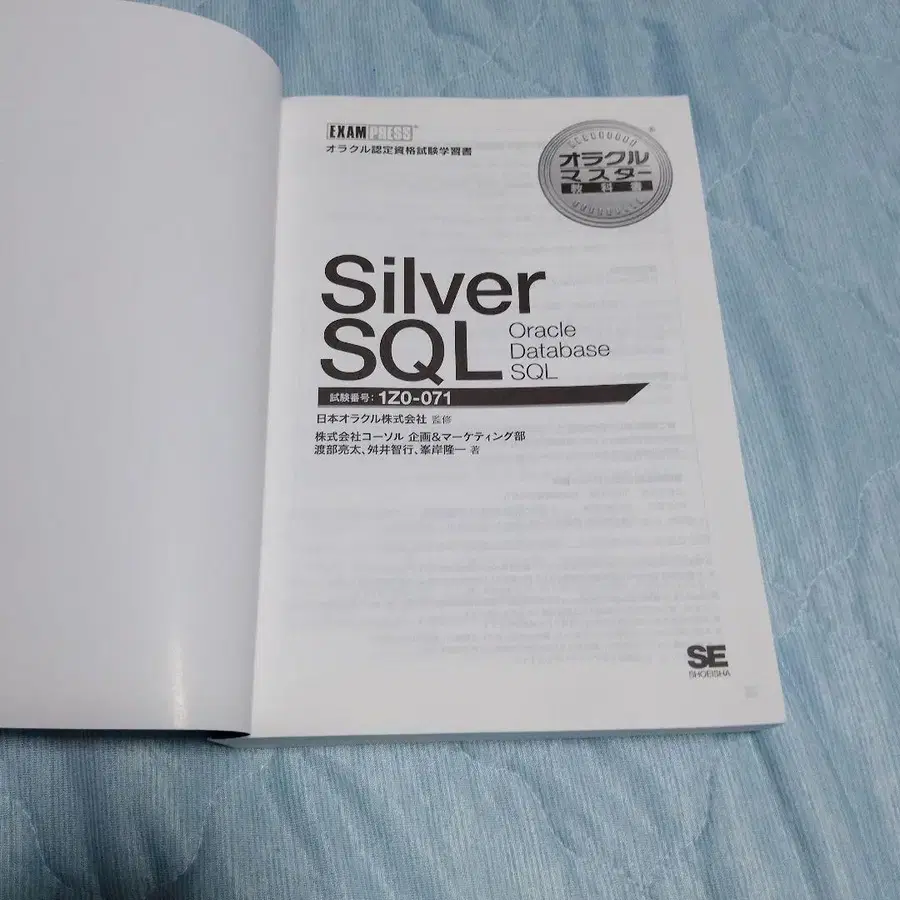 EXAMPRESS®
オラクル認定資格試験学習書
オラクル
マスター
教科書
Silver
SQL
Oracle
Database
SQL
試験番号：1Z0-071
日本オラクル株式会社 監修
株式会社コーソル 企画&マーケティング部
渡部亮太、舛井智行、峯岸隆一 著
SE
SHOEISHA